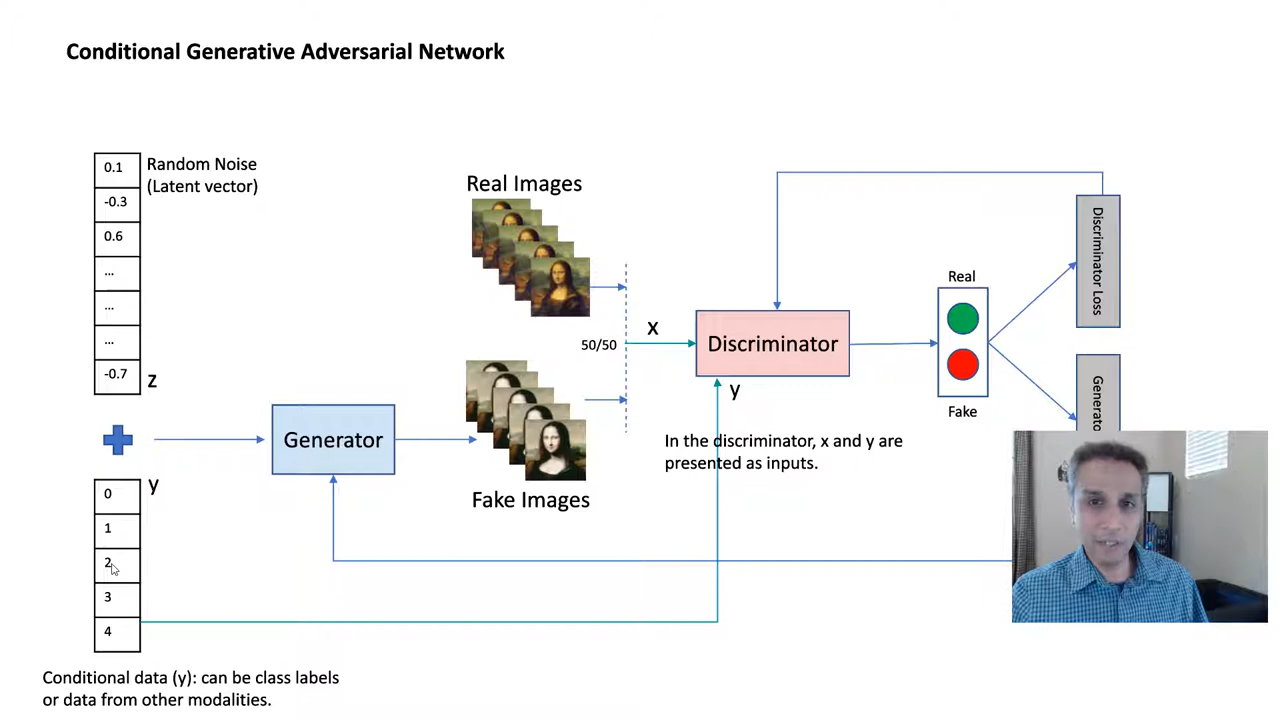 Conditional Generative Adversarial Network
Random Noise
(Latent vector)
0.1
-0.3
0.6
...
...
...
-0.7
z
y
0
1
2
3
4
Conditional data (y): can be class labels
or data from other modalities.
Generator
Real Images
Fake Images
50/50
x
Discriminator
y
In the discriminator, x and y are
presented as inputs.
Real
Fake
Discriminator Loss